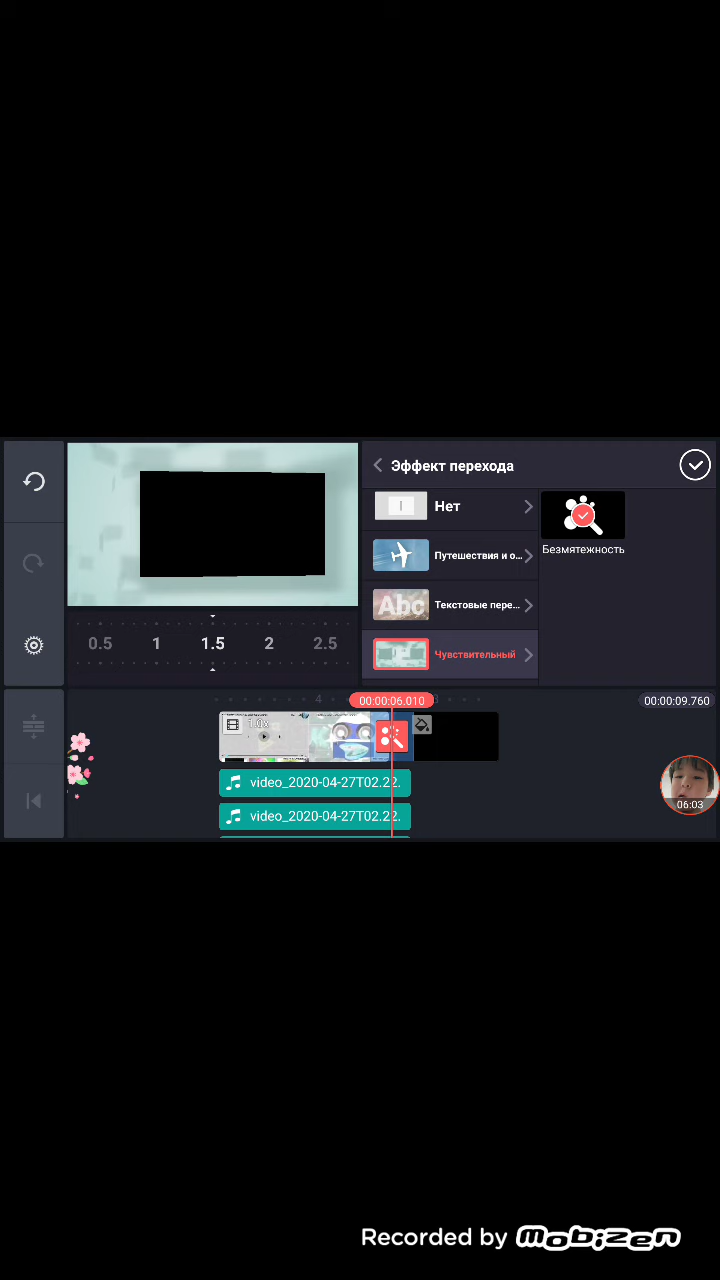 Эффект перехода
Нет
Безмятежность
Путешествия и о...
Abc
Текстовые пере...
Чувствительный
0.5 1 1.5 2 2.5
4
00:00:06.010
00:00:09.760
1.0x
video_2020-04-27T02.22.
video_2020-04-27T02.22.
06:03
Recorded by mobizen